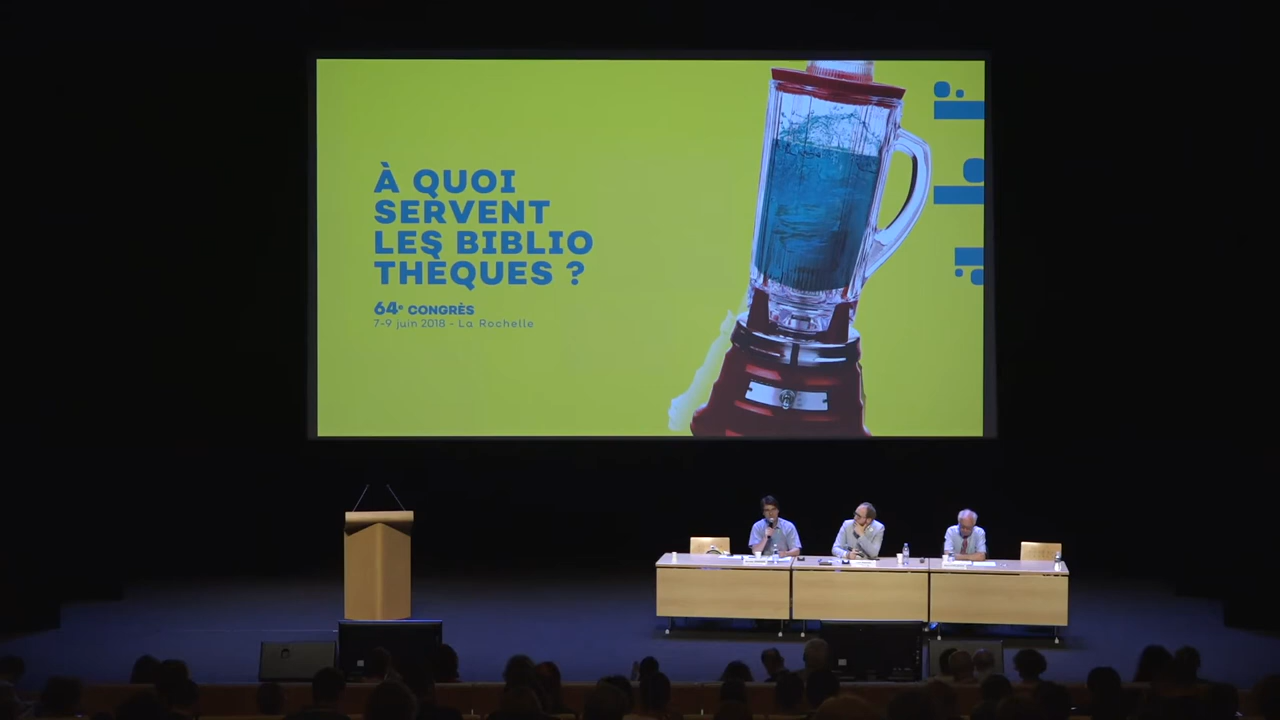 À QUOI
SERVENT
LES BIBLIO
THÈQUES ?
64e CONGRÈS
7-9 juin 2018 - La Rochelle